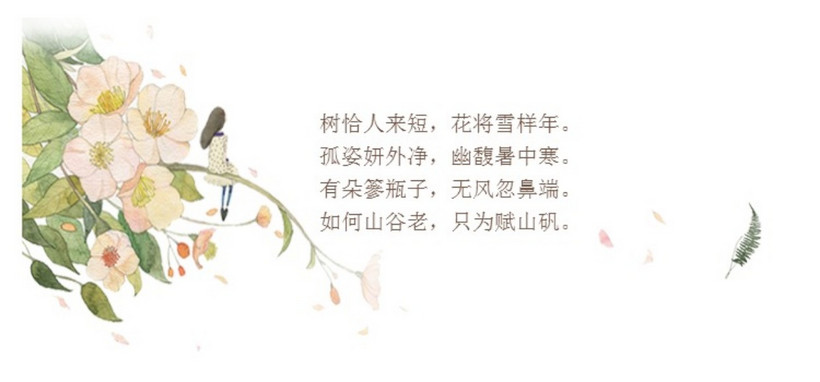 树恰人来短，花将雪样年。
孤姿妍外净，幽馥暑中寒。
有朵篸瓶子，无风忽鼻端。
如何山谷老，只为赋山矾。